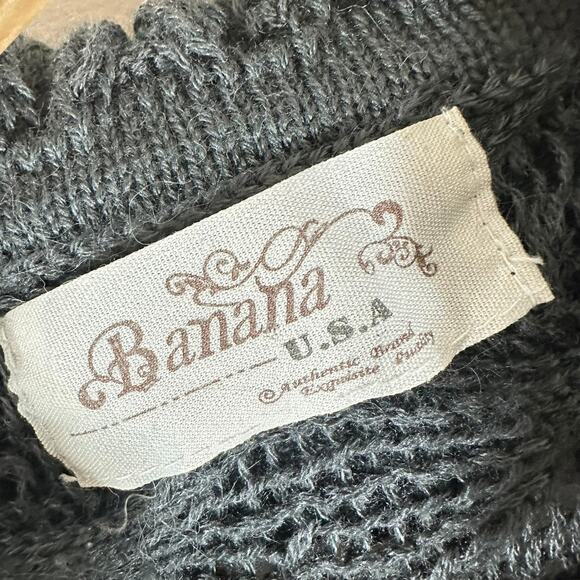 Banana
U.S.A
Authentic Brand
Exquisite Quality